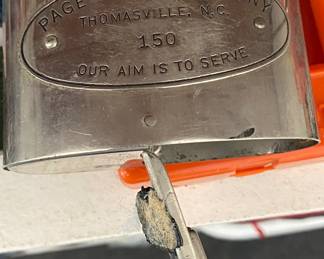 PAGE
THOMASVILLE, N.C.
150
OUR AIM IS TO SERVE